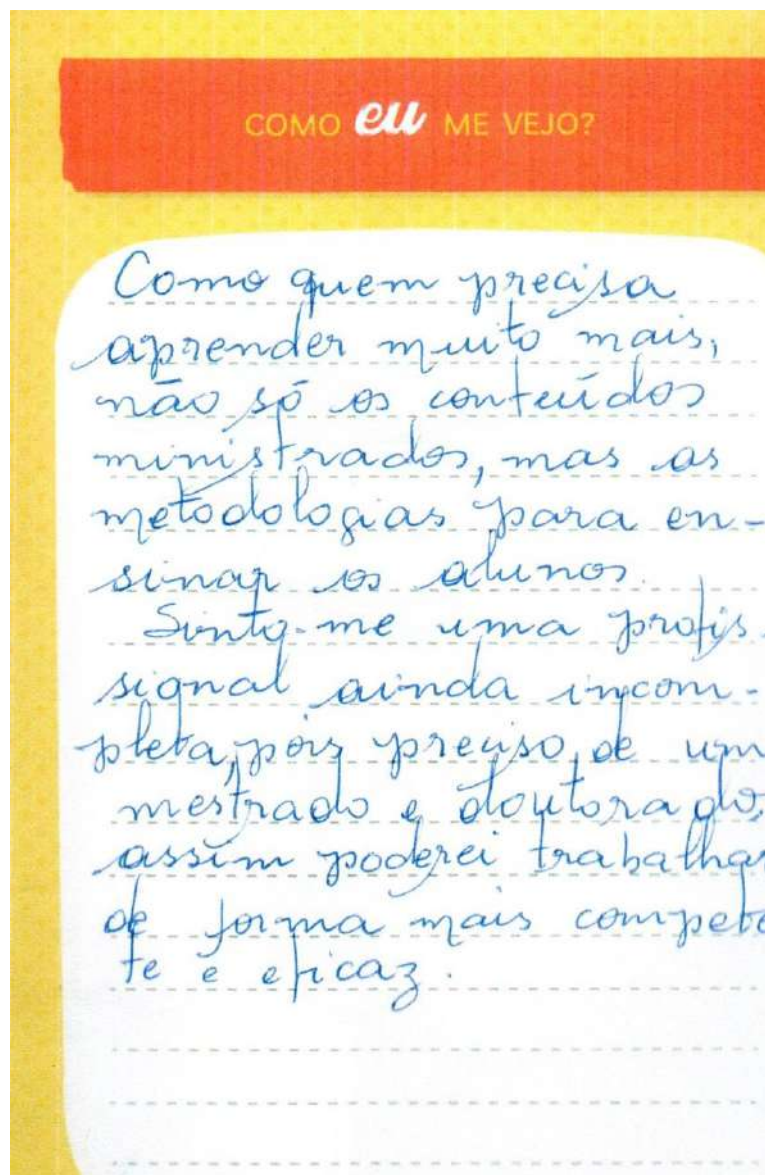 COMO eu ME VEJO?
Como quem precisa
aprender muito mais,
não só os conteúdos
ministrados, mas as
metodologias para en-
sinar os alunos.
Sinto-me uma profis-
sional ainda incom-
pleta, pois preciso de um
mestrado e doutorado,
assim poderei trabalhar
de forma mais compete
te e eficaz.